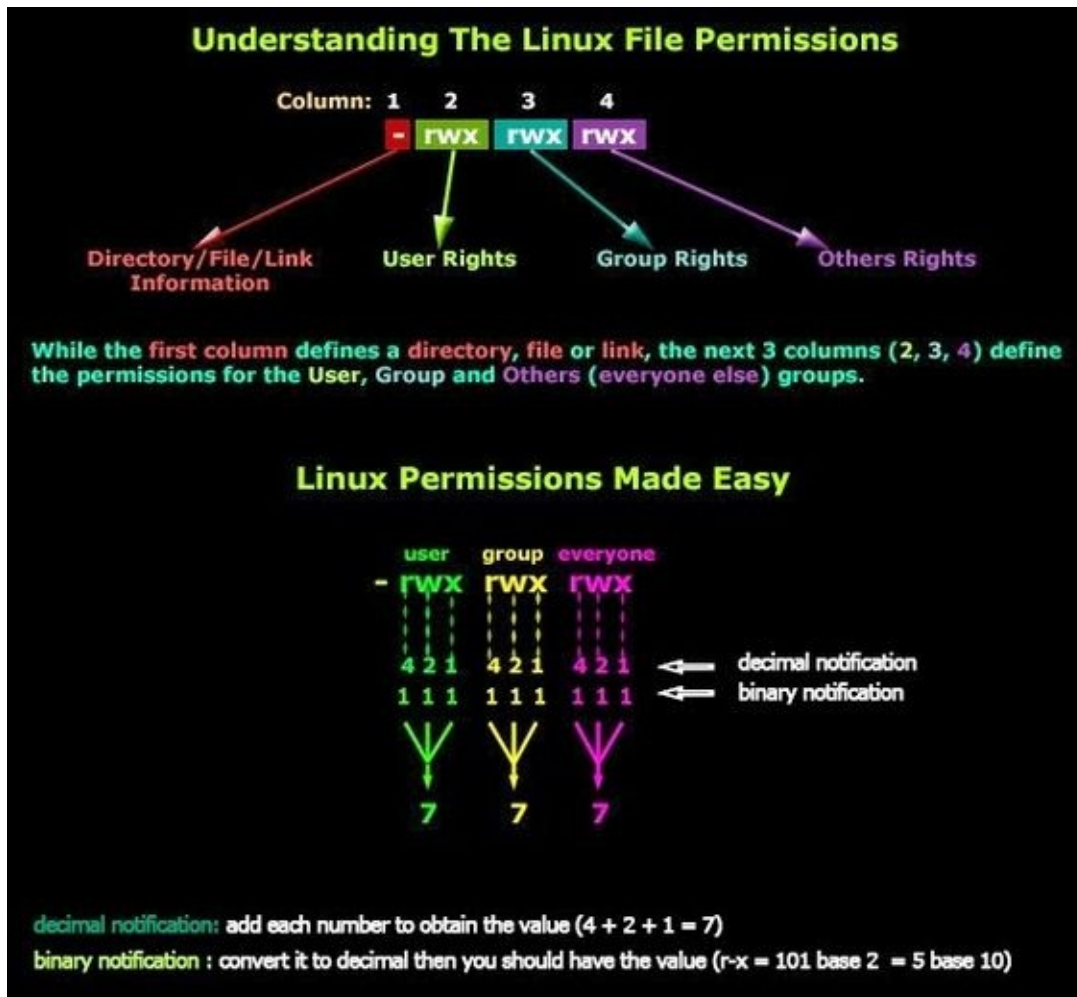 Understanding The Linux File Permissions
Column: 1 2 3 4
- rwx rwx rwx
Directory/File/Link
Information
User Rights
Group Rights
Others Rights
While the first column defines a directory, file or link, the next 3 columns (2, 3, 4) define
the permissions for the User, Group and Others (everyone else) groups.
Linux Permissions Made Easy
user group everyone
- rwx rwx rwx
4 2 1 4 2 1 4 2 1 decimal notification
1 1 1 1 1 1 1 1 1 binary notification
7 7 7
decimal notification: add each number to obtain the value (4 + 2 + 1 = 7)
binary notification : convert it to decimal then you should have the value (r-x = 101 base 2 = 5 base 10)